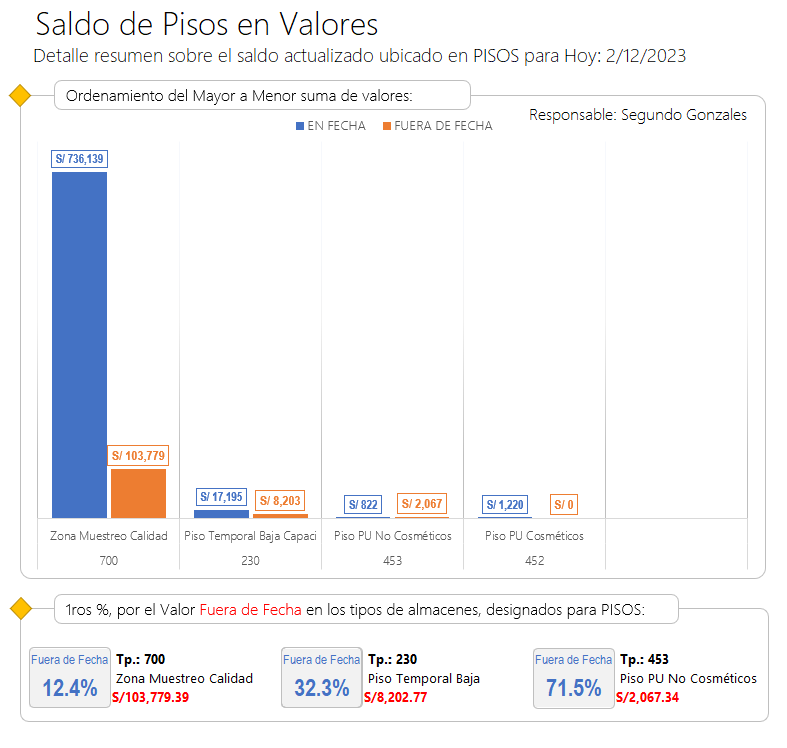 Saldo de Pisos en Valores
Detalle resumen sobre el saldo actualizado ubicado en PISOS para Hoy: 2/12/2023
Ordenamiento del Mayor a Menor suma de valores:
Responsable: Segundo Gonzales
EN FECHA FUERA DE FECHA
S/ 736,139
S/ 103,779
S/ 17,195 S/ 8,203 S/ 822 S/ 2,067 S/ 1,220 S/ 0
Zona Muestreo Calidad Piso Temporal Baja Capaci Piso PU No Cosméticos Piso PU Cosméticos
700 230 453 452
1ros %, por el Valor Fuera de Fecha en los tipos de almacenes, designados para PISOS:
Fuera de Fecha Tp.: 700
Zona Muestreo Calidad
12.4%
S/103,779.39
Fuera de Fecha Tp.: 230
Piso Temporal Baja
32.3%
S/8,202.77
Fuera de Fecha Tp.: 453
Piso PU No Cosméticos
71.5%
S/2,067.34